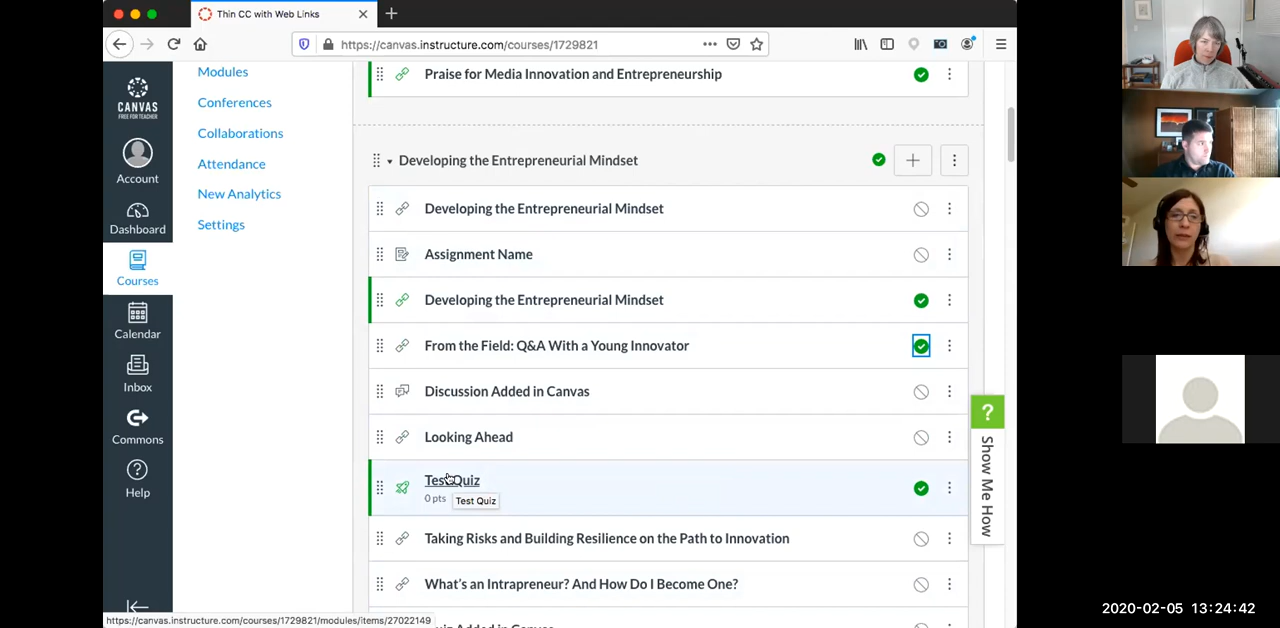 Thin CC with Web Links
https://canvas.instructure.com/courses/1729821
CANVAS
FREE FOR TEACHER
Account
Dashboard
Courses
Calendar
Inbox
Commons
Help
Modules
Conferences
Collaborations
Attendance
New Analytics
Settings
Praise for Media Innovation and Entrepreneurship
Developing the Entrepreneurial Mindset
Developing the Entrepreneurial Mindset
Assignment Name
Developing the Entrepreneurial Mindset
From the Field: Q&A With a Young Innovator
Discussion Added in Canvas
Looking Ahead
Test Quiz
0 pts
Test Quiz
Taking Risks and Building Resilience on the Path to Innovation
What's an Intrapreneur? And How Do I Become One?
Quiz Added in Canvas
https://canvas.instructure.com/courses/1729821/modules/items/27022149
? Show Me How
2020-02-05 13:24:42